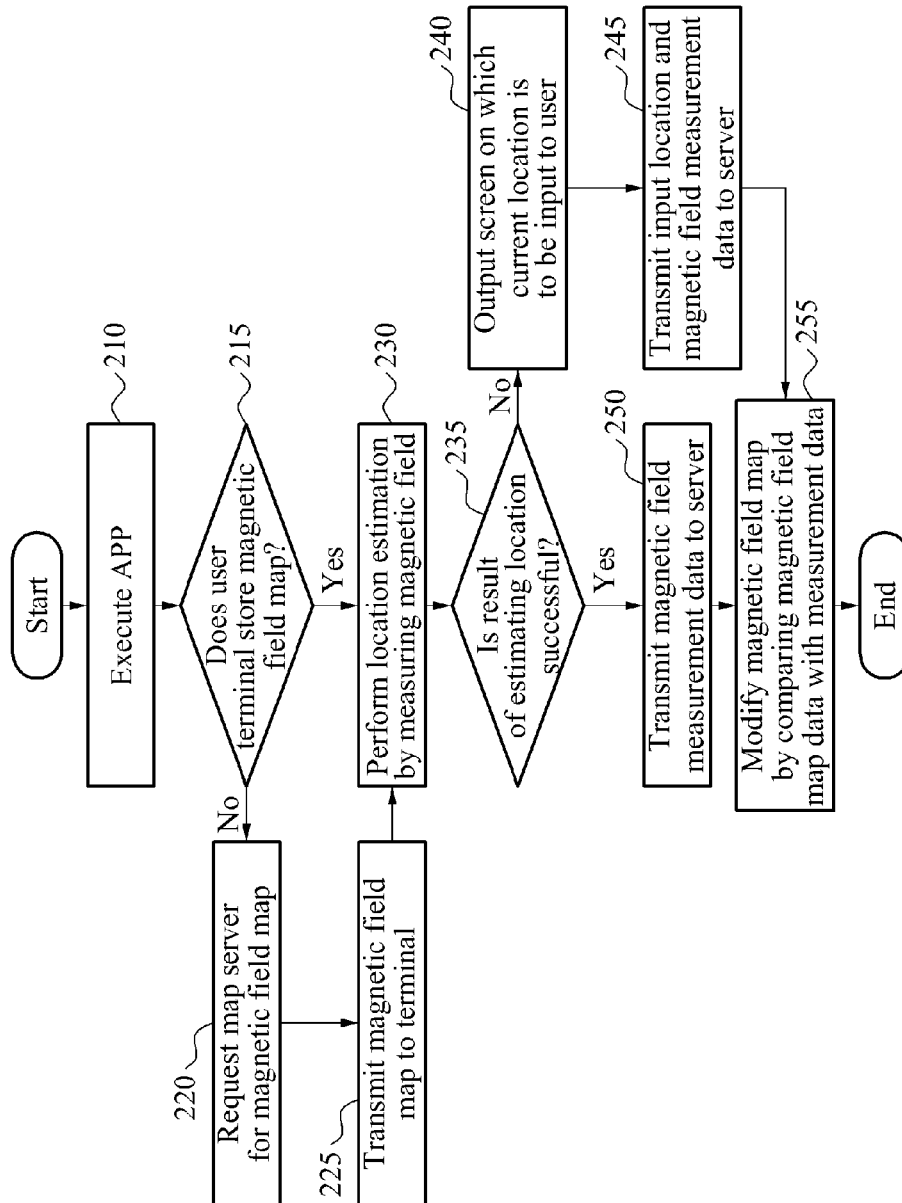 Start
Execute APP
210
Does user
terminal store magnetic
field map?
215
No
Yes
220
Request map server
for magnetic field map
225
Transmit magnetic field
map to terminal
Perform location estimation
by measuring magnetic field
230
235
Is result
of estimating location
successful?
No
Yes
240
Output screen on which
current location is
to be input to user
245
Transmit input location and
magnetic field measurement
data to server
250
Transmit magnetic field
measurement data to server
255
Modify magnetic field map
by comparing magnetic field
map data with measurement data
End